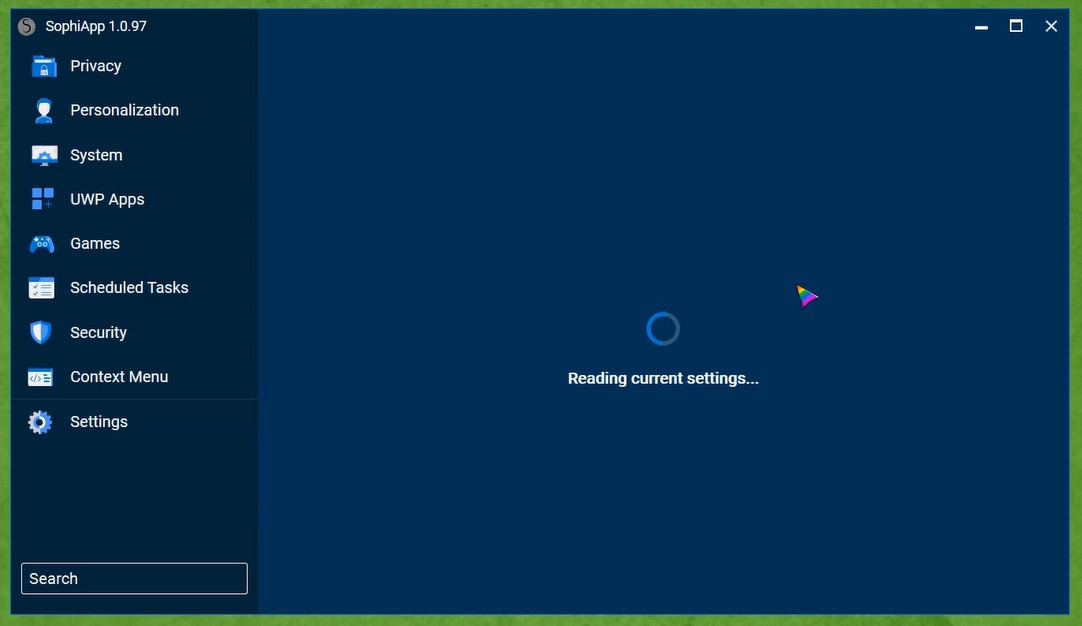 SophiApp 1.0.97
Privacy
Personalization
System
UWP Apps
Games
Scheduled Tasks
Security
Context Menu
Settings
Search
Reading current settings...